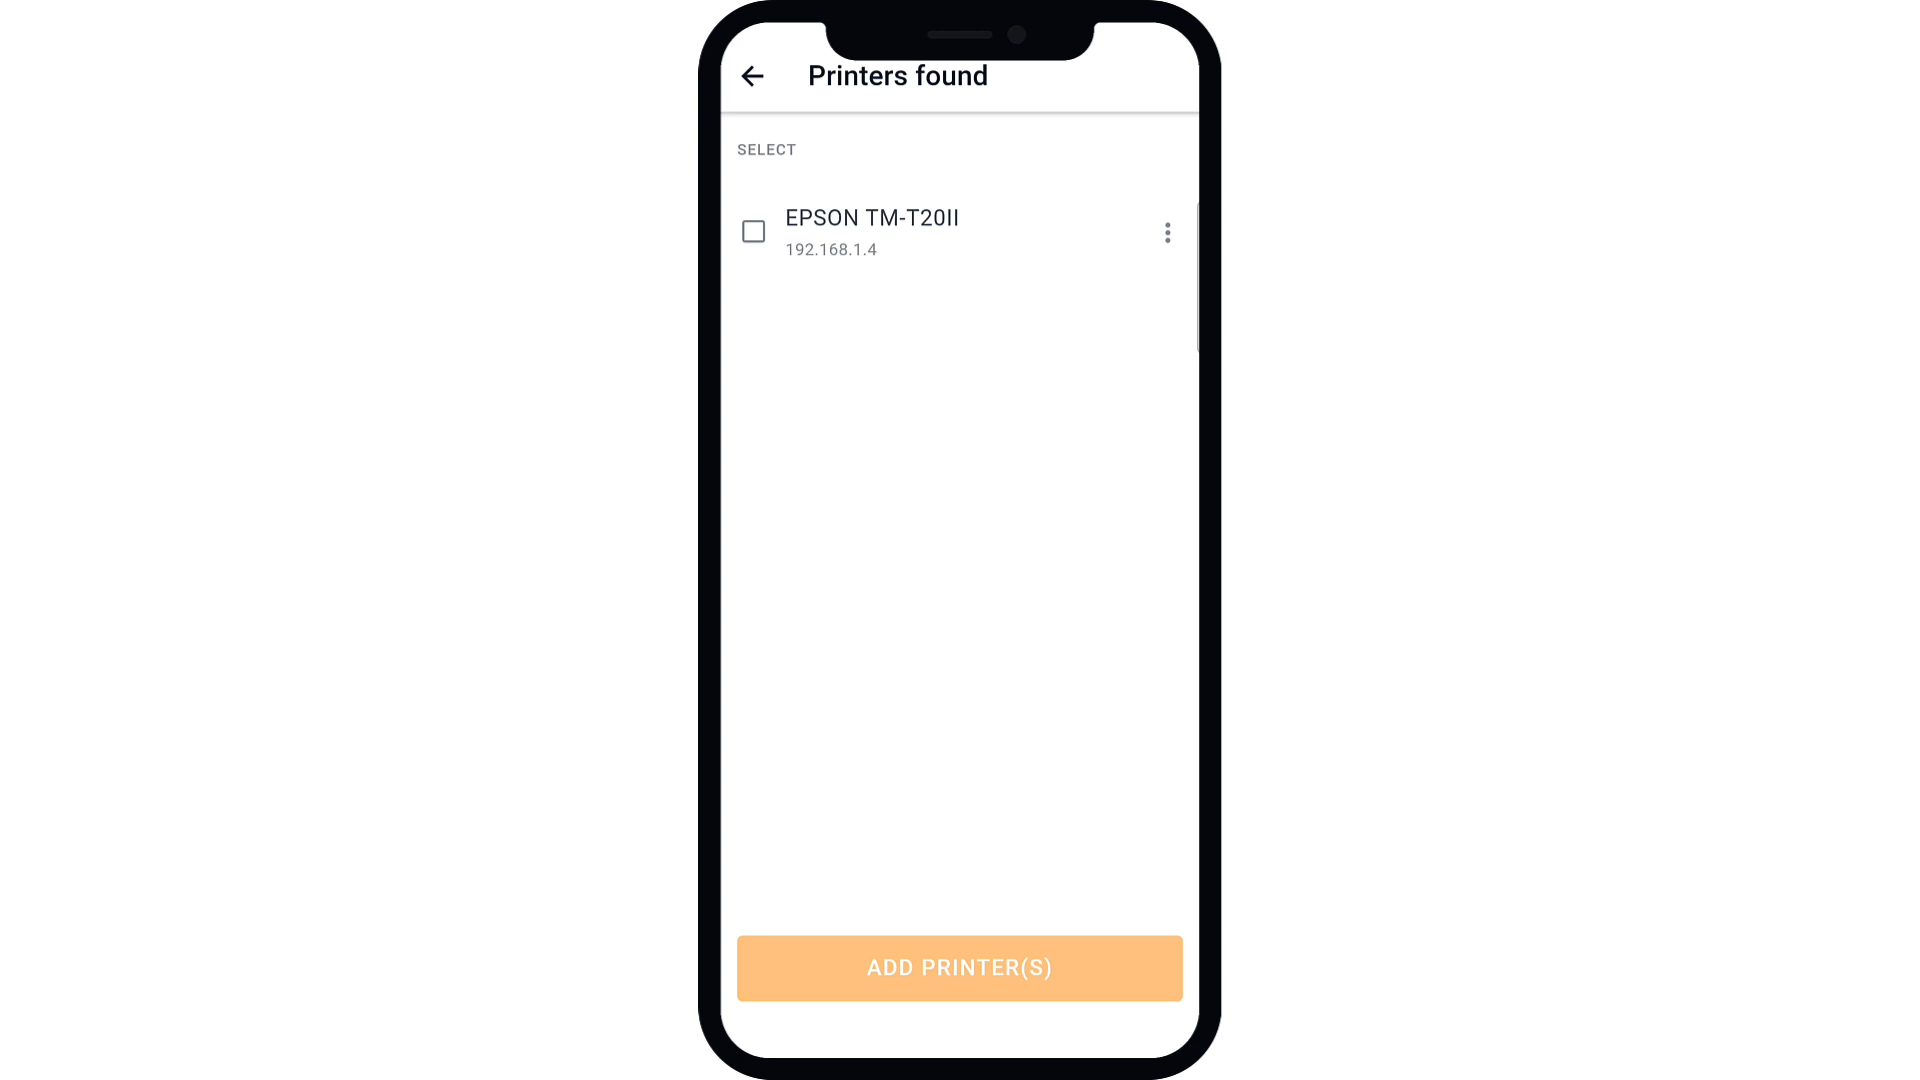 Printers found
SELECT
EPSON TM-T20II
192.168.1.4
ADD PRINTER(S)